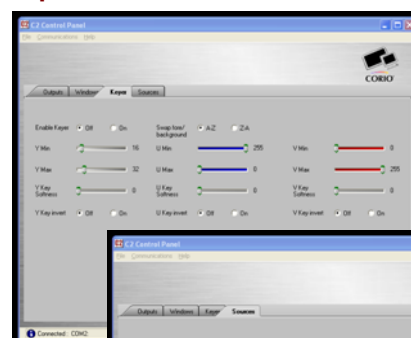 C2 Control Panel
File Communications Help
CORIO
Outputs Windows Keyer Sources
Enable Keyer Off On Swap fore/ background A-Z Z-A
Y Min 16 U Min 255 V Min 0
Y Max 32 U Max 0 V Max 255
Y Key Softness 0 U Key Softness 0 V Key Softness 0
Y Key invert Off On U Key invert Off On V Key invert Off On
C2 Control Panel
File Communications Help
Outputs Windows Keyer Sources
Connected: COM2: